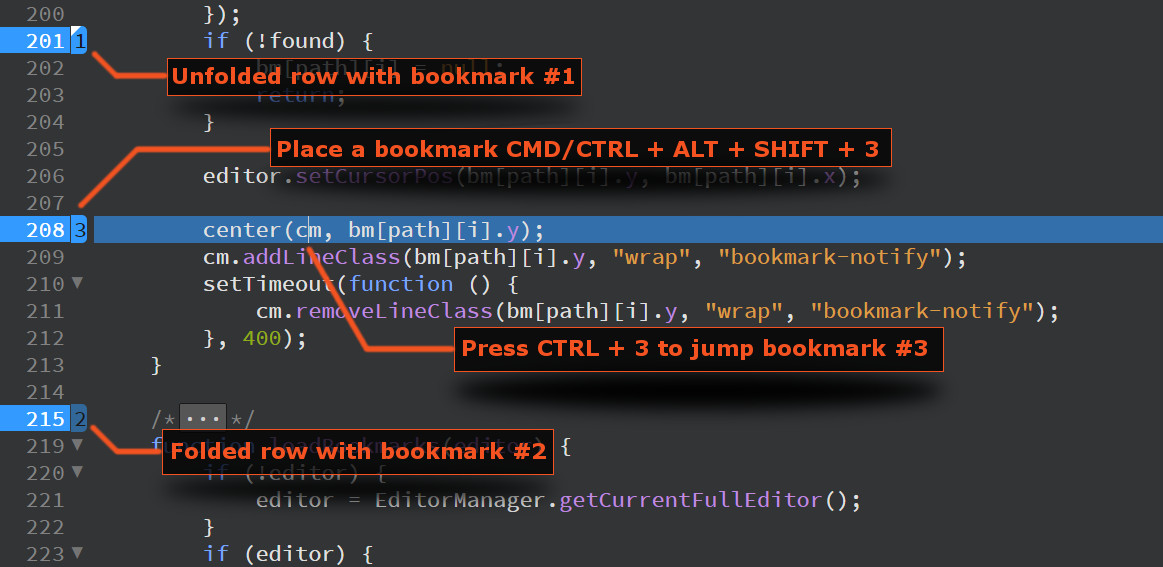 200 });
201 1 if (!found) {
202 bm[path][i] = null;
Unfolded row with bookmark #1
203 return;
204 }
205
Place a bookmark CMD/CTRL + ALT + SHIFT + 3
206 editor.setCursorPos(bm[path][i].y, bm[path][i].x);
207
208 3 center(cm, bm[path][i].y);
209 cm.addLineClass(bm[path][i].y, "wrap", "bookmark-notify");
210 setTimeout(function () {
211 cm.removeLineClass(bm[path][i].y, "wrap", "bookmark-notify");
212 }, 400);
Press CTRL + 3 to jump bookmark #3
213 }
214
215 2 /*...*/
219 function loadBookmarks(editor) {
Folded row with bookmark #2
220 if (!editor) {
221 editor = EditorManager.getCurrentFullEditor();
222 }
223 if (editor) {